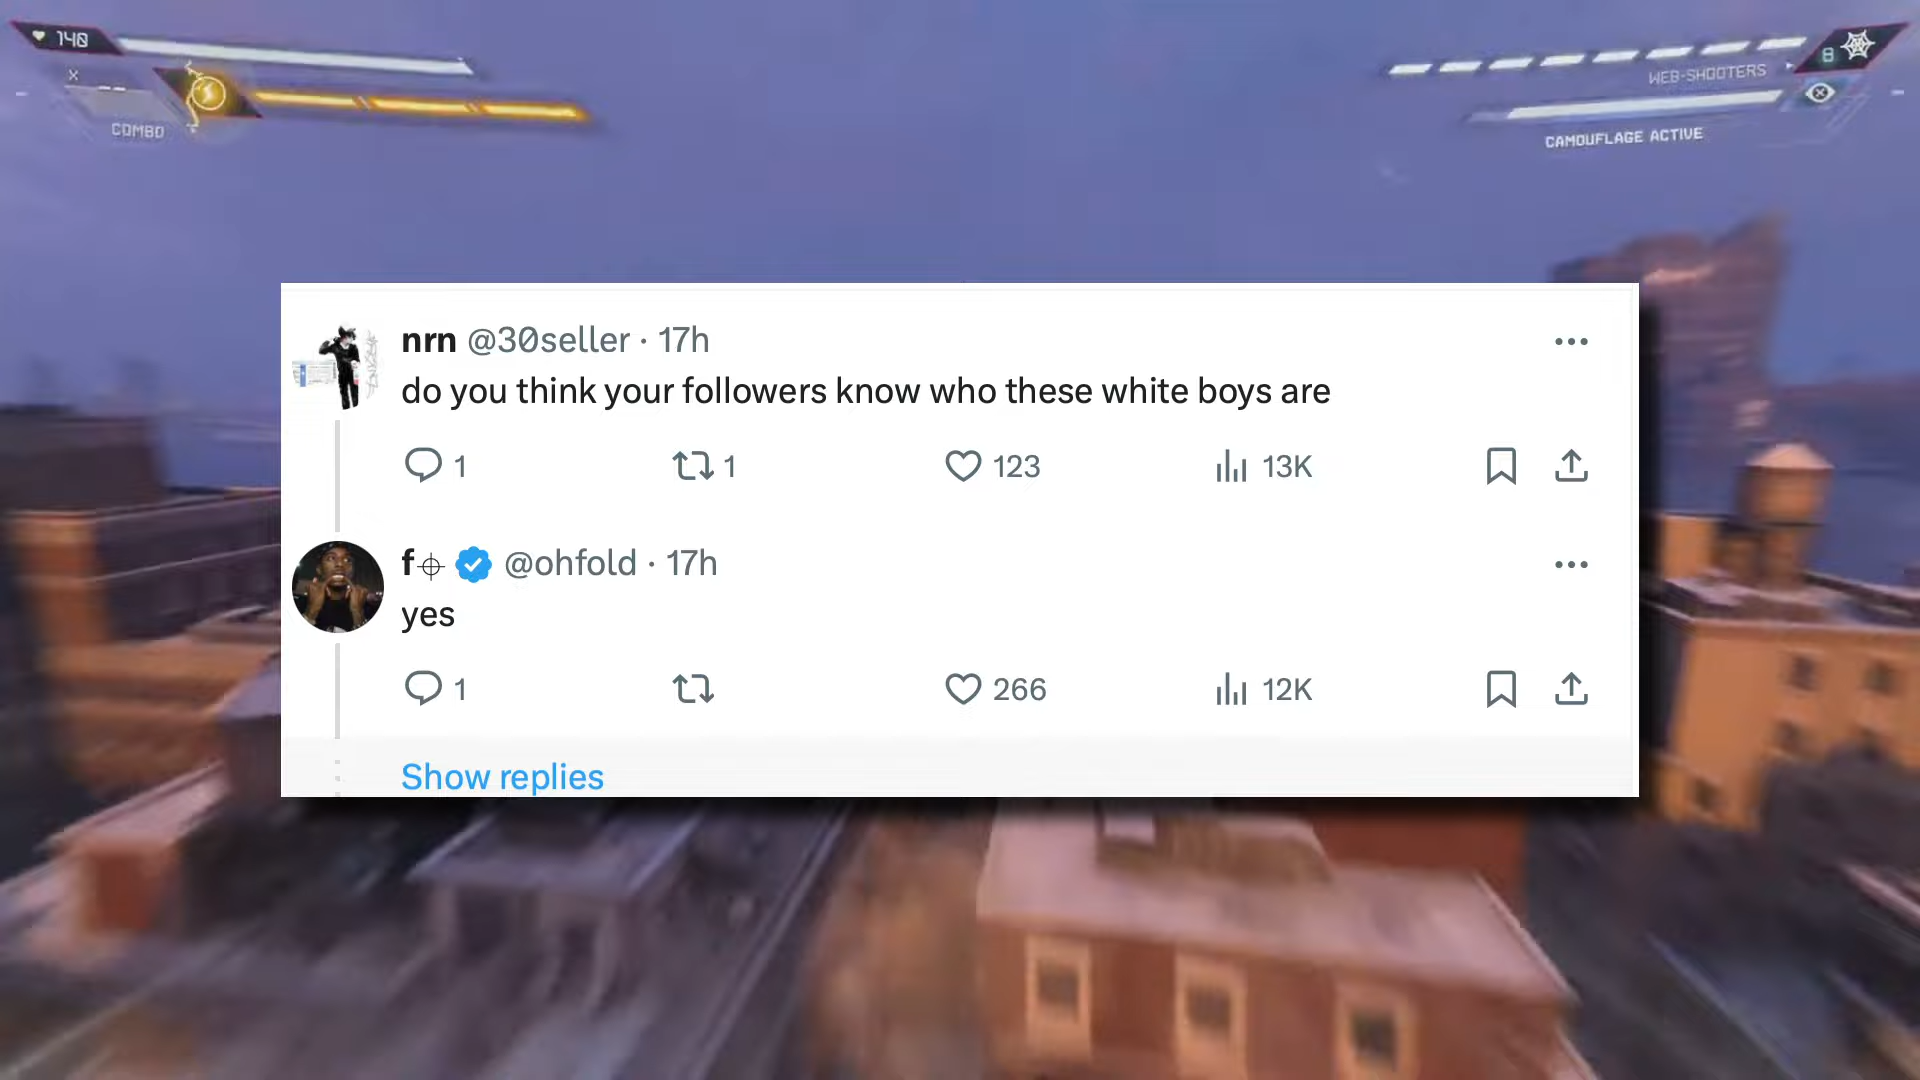 140
X
COMBO
8
WEB-SHOOTERS
CAMOUFLAGE ACTIVE
nrn @30seller · 17h
do you think your followers know who these white boys are
1 1 123 13K
f⌖ @ohfold · 17h
yes
1 266 12K
Show replies